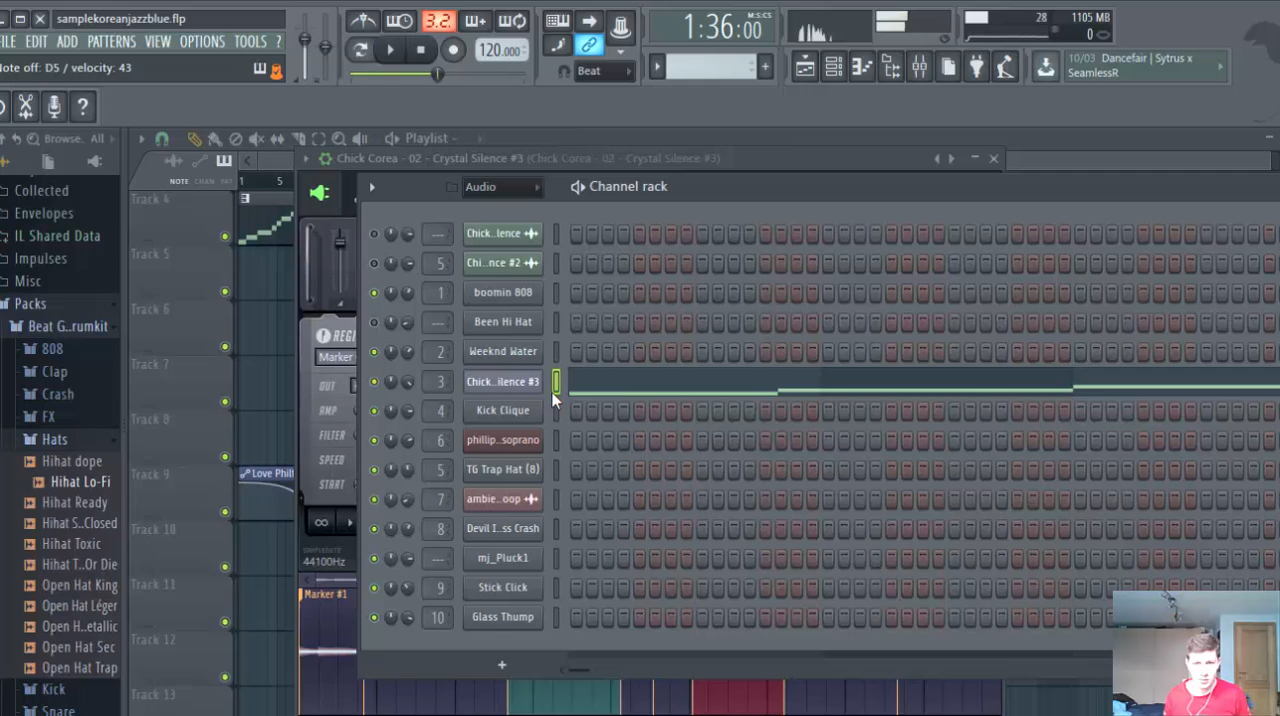 samplekoreanjazzblue.flp
FILE EDIT ADD PATTERNS VIEW OPTIONS TOOLS ?
Note off: D5 / velocity: 43
3.2.
120.000
Beat
1:36:00
M:S:CS
28
1105 MB
0
10/03 Dancefair | Sytrus x
SeamlessR
Browse. All
Playlist -
NOTE CHAN PAT
1 5
Collected
Envelopes
IL Shared Data
Impulses
Misc
Packs
Beat G..rumkit
808
Clap
Crash
FX
Hats
Hihat dope
Hihat Lo-Fi
Hihat Ready
Hihat S..Closed
Hihat Toxic
Hihat T..Or Die
Open Hat King
Open Hat Léger
Open H..etallic
Open Hat Sec
Open Hat Trap
Kick
Snare
Track 4
Track 5
Track 6
Track 7
Track 8
Track 9
Track 10
Track 11
Track 12
Track 13
Chick Corea - 02 - Crystal Silence #3 (Chick Corea - 02 - Crystal Silence #3)
REGI
Marker
OUT
AMP
FILTER
SPEED
START
SAMPLERATE
44100Hz
Marker #1
Audio
Channel rack
--- Chick..lence
5 Chi..nce #2
1 boomin 808
--- Been Hi Hat
2 Weeknd Water
3 Chick..ilence #3
4 Kick Clique
6 phillip..soprano
5 TG Trap Hat (8)
7 ambie..oop
8 Devil I..ss Crash
--- mj_Pluck1
9 Stick Click
10 Glass Thump
+